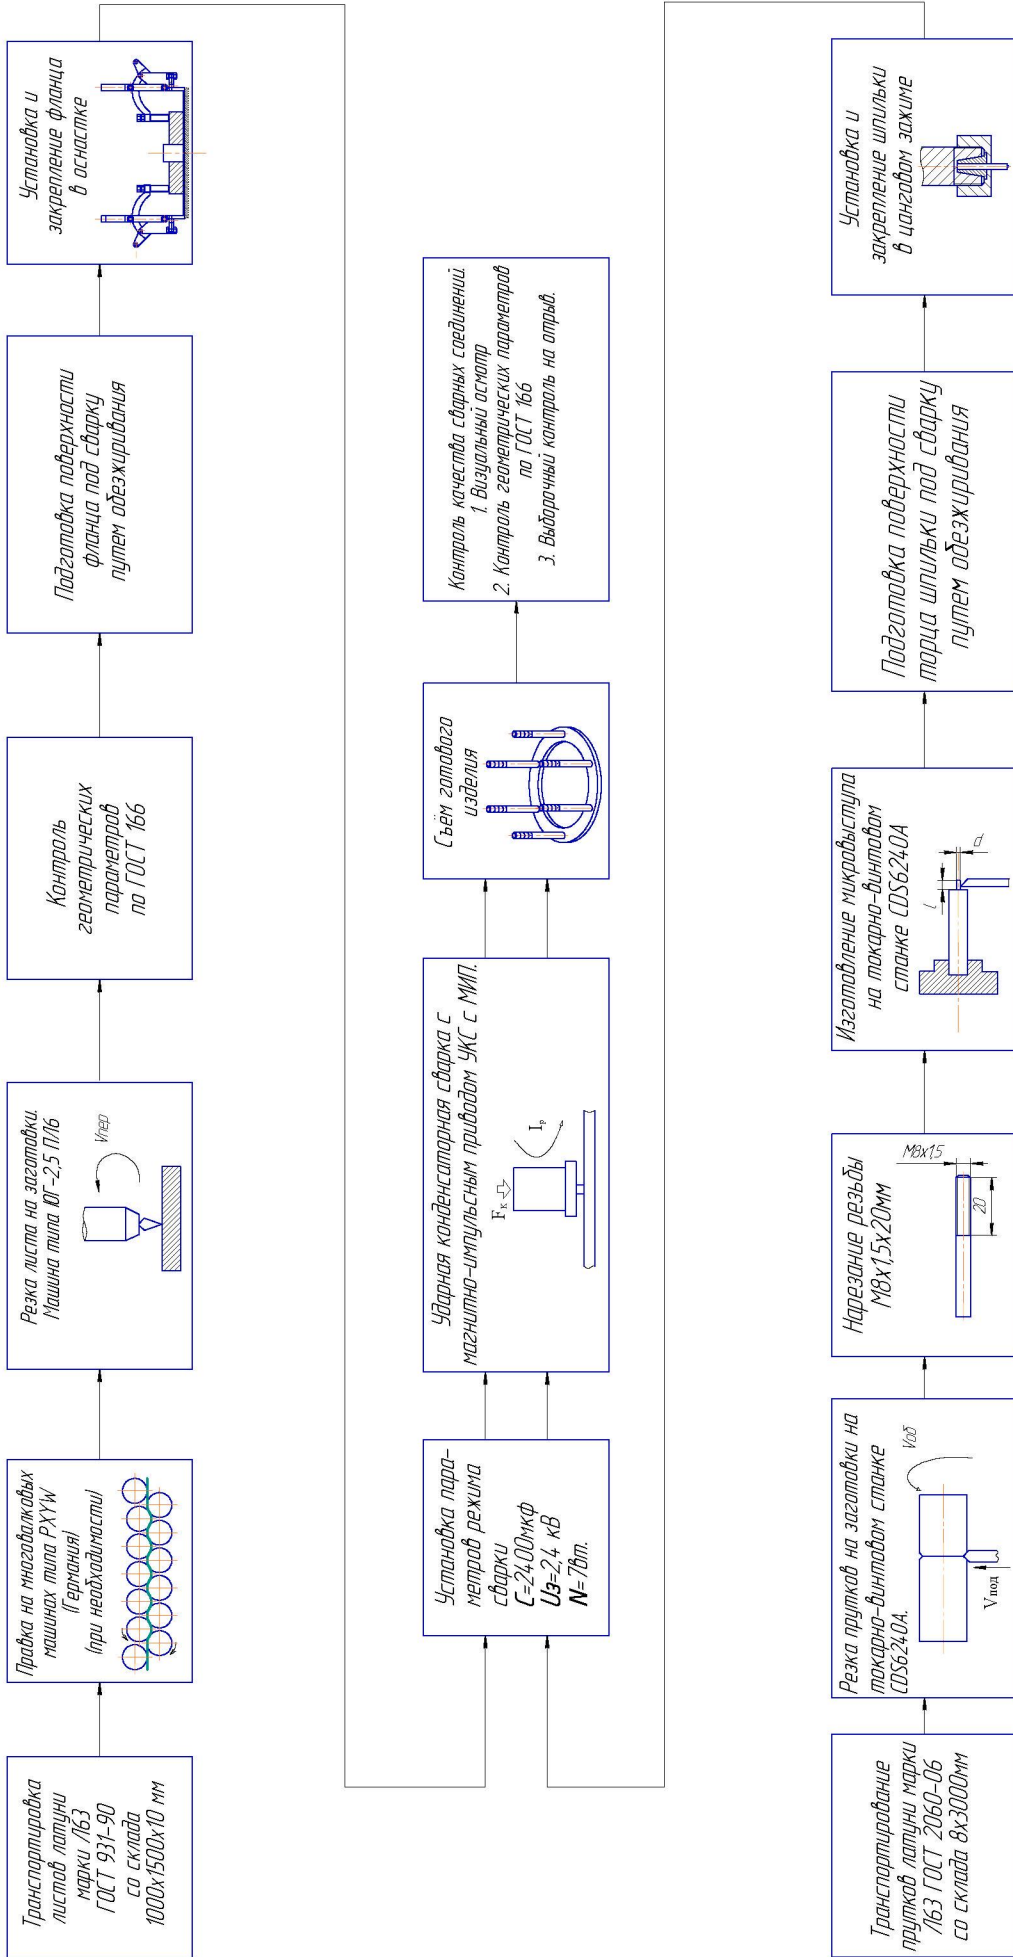 Транспортировка
листов латуни
марки Л63
ГОСТ 931-90
со склада
1000х1500х10 мм
Правка на многовалковых
машинах типа PXYW
(Германия)
(при необходимости)
Резка листа на заготовки.
Машина типа ЮГ-2,5 ПЛ6
Vпер
Контроль
геометрических
параметров
по ГОСТ 166
Подготовка поверхности
фланца под сварку
путем обезжиривания
Установка и
закрепление фланца
в оснастке
Установка пара-
метров режима
сварки
С=2400мкф
Uз=2,4 кВ
N=7вт.
Ударная конденсаторная сварка с
магнитно-импульсным приводом УКС с МИП.
Fк
Iр
Съём готового
изделия
Контроль качества сварных соединений.
1. Визуальный осмотр
2. Контроль геометрических параметров
по ГОСТ 166
3. Выборочный контроль на отрыв.
Транспортирование
прутков латуни марки
Л63 ГОСТ 2060-06
со склада 8х3000мм
Резка прутков на заготовки на
токарно-винтовом станке
CDS6240A.
Vоб
Vпод
Нарезание резьбы
М8х1,5х20мм
М8х1,5
20
Изготовление микровыступа
на токарно-винтовом
станке CDS6240A
l
d
Подготовка поверхности
торца шпильки под сварку
путем обезжиривания
Установка и
закрепление шпильки
в цанговом зажиме